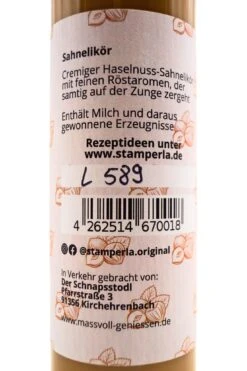 Sahnelikör
Cremiger Haselnuss-Sahnelikör
mit feinen Röstaromen, der
samtig auf der Zunge zergeht
Enthält Milch und daraus
gewonnene Erzeugnisse
Rezeptideen unter
www.stamperla.de
L 589
4 262514 670018
@stamperla.original
In Verkehr gebracht von:
Der Schnapsstodl
Pfarrstraße 3
91356 Kirchehrenbach
www.massvoll-geniessen.de